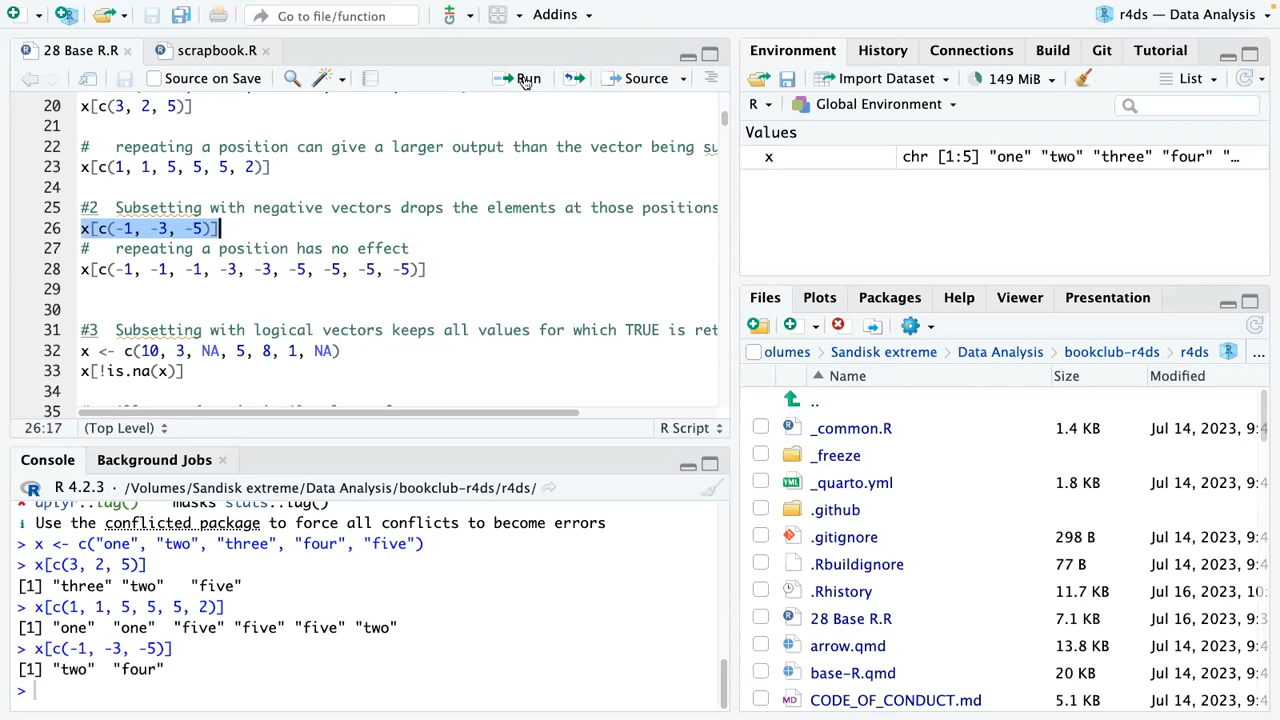 Go to file/function
Addins
r4ds — Data Analysis
28 Base R.R
scrapbook.R
Source on Save
Run
Source
20 x[c(3, 2, 5)]
21
22 # repeating a position can give a larger output than the vector being su
23 x[c(1, 1, 5, 5, 5, 2)]
24
25 #2 Subsetting with negative vectors drops the elements at those positions
26 x[c(-1, -3, -5)]
27 # repeating a position has no effect
28 x[c(-1, -1, -1, -3, -3, -5, -5, -5, -5)]
29
30
31 #3 Subsetting with logical vectors keeps all values for which TRUE is ret
32 x <- c(10, 3, NA, 5, 8, 1, NA)
33 x[!is.na(x)]
34
35
26:17
(Top Level)
R Script
Console
Background Jobs
R 4.2.3 · /Volumes/Sandisk extreme/Data Analysis/bookclub-r4ds/r4ds/
masks stats::lag()
i Use the conflicted package to force all conflicts to become errors
> x <- c("one", "two", "three", "four", "five")
> x[c(3, 2, 5)]
[1] "three" "two" "five"
> x[c(1, 1, 5, 5, 5, 2)]
[1] "one" "one" "five" "five" "five" "two"
> x[c(-1, -3, -5)]
[1] "two" "four"
>
Environment
History
Connections
Build
Git
Tutorial
Import Dataset
149 MiB
List
R
Global Environment
Values
x chr [1:5] "one" "two" "three" "four" "…
Files
Plots
Packages
Help
Viewer
Presentation
olumes
Sandisk extreme
Data Analysis
bookclub-r4ds
r4ds
...
Name Size Modified
..
_common.R 1.4 KB Jul 14, 2023, 9:4
_freeze
_quarto.yml 1.8 KB Jul 14, 2023, 9:4
.github
.gitignore 298 B Jul 14, 2023, 9:4
.Rbuildignore 77 B Jul 14, 2023, 9:4
.Rhistory 11.7 KB Jul 16, 2023, 10:
28 Base R.R 7.1 KB Jul 16, 2023, 9:4
arrow.qmd 13.8 KB Jul 14, 2023, 9:4
base-R.qmd 20 KB Jul 14, 2023, 9:4
CODE_OF_CONDUCT.md 5.1 KB Jul 14, 2023, 9:4